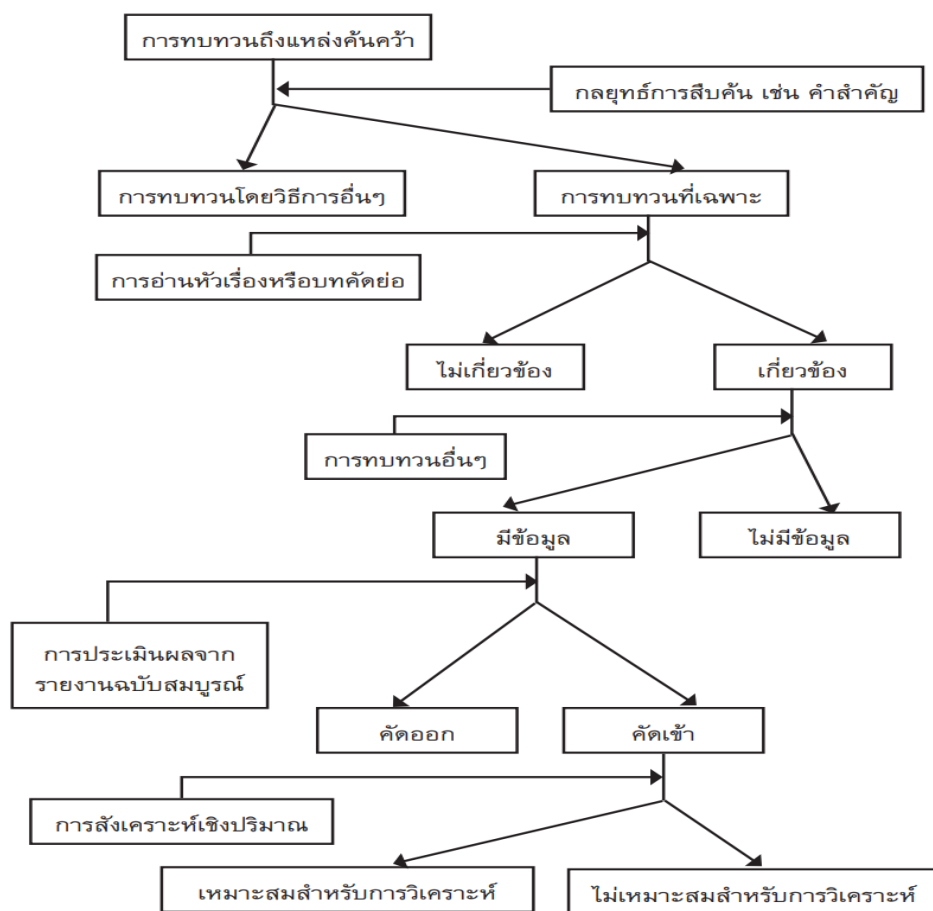 การทบทวนถึงแหล่งค้นคว้า
กลยุทธ์การสืบค้น เช่น คำสำคัญ
การทบทวนโดยวิธีการอื่นๆ
การทบทวนที่เฉพาะ
การอ่านหัวเรื่องหรือบทคัดย่อ
ไม่เกี่ยวข้อง
เกี่ยวข้อง
การทบทวนอื่นๆ
มีข้อมูล
ไม่มีข้อมูล
การประเมินผลจาก
รายงานฉบับสมบูรณ์
คัดออก
คัดเข้า
การสังเคราะห์เชิงปริมาณ
เหมาะสมสำหรับการวิเคราะห์
ไม่เหมาะสมสำหรับการวิเคราะห์